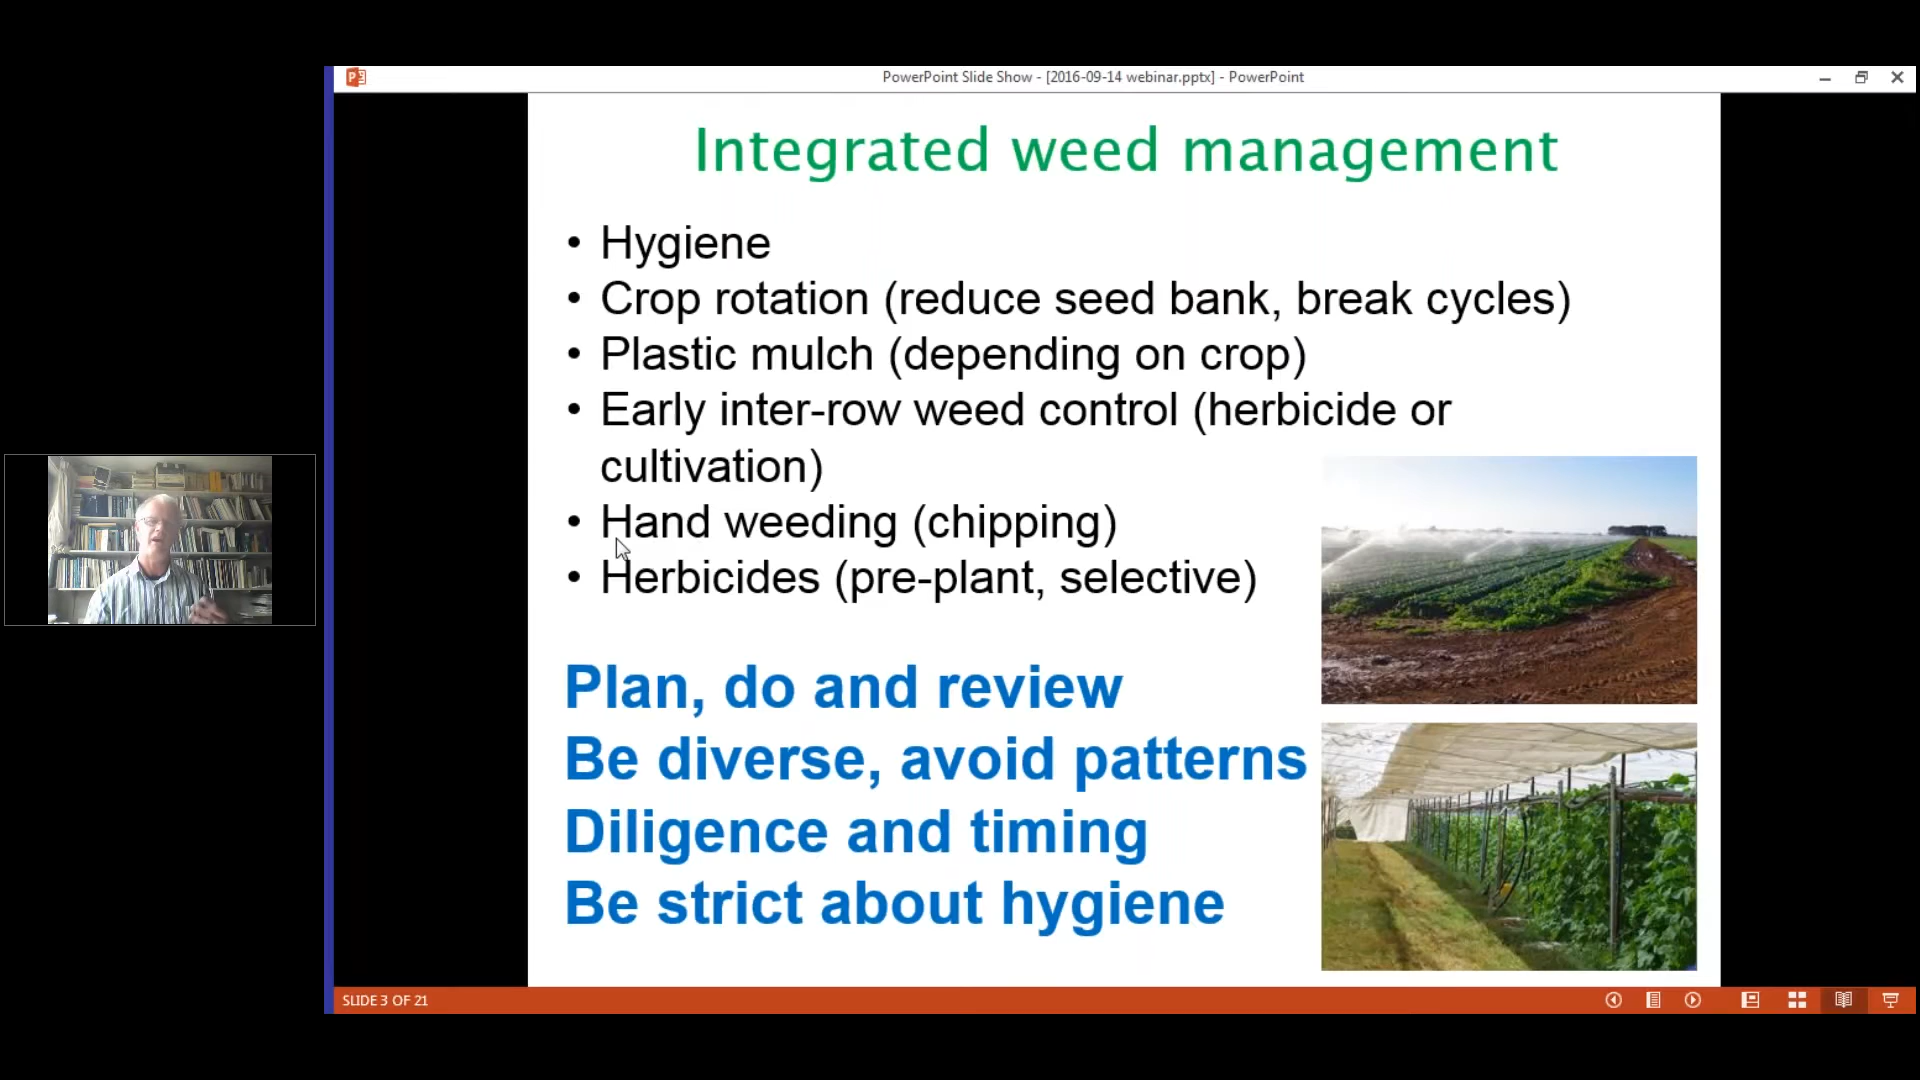 PowerPoint Slide Show - [2016-09-14 webinar.pptx] - PowerPoint
Integrated weed management
• Hygiene
• Crop rotation (reduce seed bank, break cycles)
• Plastic mulch (depending on crop)
• Early inter-row weed control (herbicide or
cultivation)
• Hand weeding (chipping)
• Herbicides (pre-plant, selective)
Plan, do and review
Be diverse, avoid patterns
Diligence and timing
Be strict about hygiene
SLIDE 3 OF 21